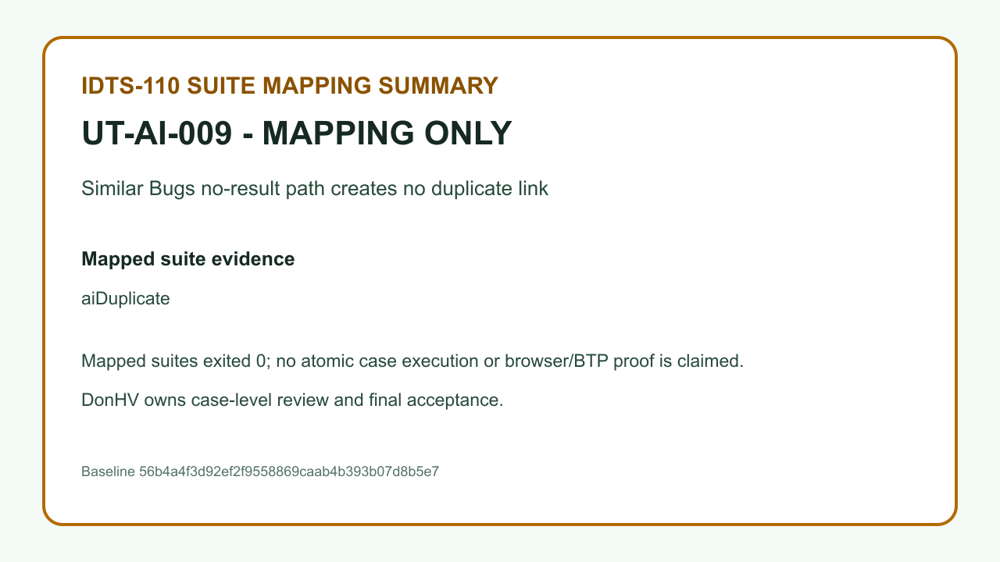 IDTS-110 SUITE MAPPING SUMMARY
UT-AI-009 - MAPPING ONLY
Similar Bugs no-result path creates no duplicate link
Mapped suite evidence
aiDuplicate
Mapped suites exited 0; no atomic case execution or browser/BTP proof is claimed.
DonHV owns case-level review and final acceptance.
Baseline 56b4a4f3d92ef2f9558869caab4b393b07d8b5e7